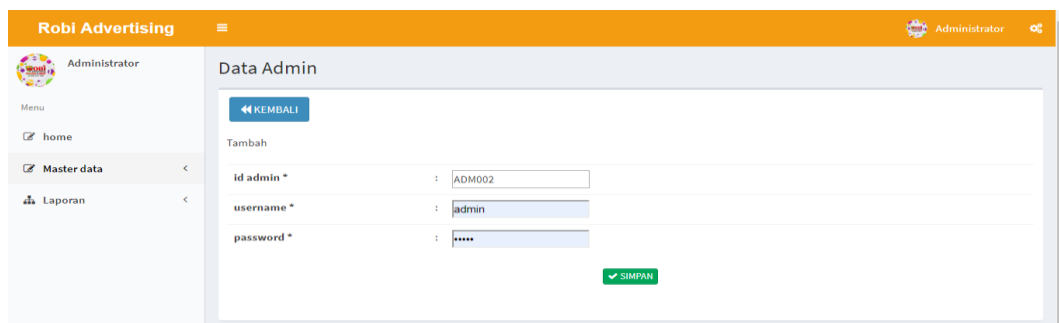 Robi Advertising
Administrator
Administrator
Data Admin
Menu
KEMBALI
home
Tambah
Master data
id admin * : ADM002
Laporan
username * : admin
password * : •••••
SIMPAN